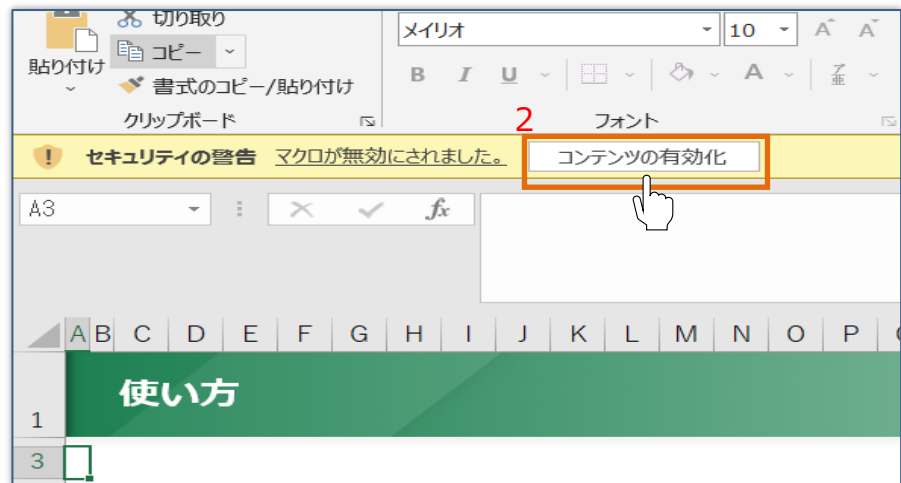 切り取り
コピー
貼り付け
書式のコピー/貼り付け
クリップボード
メイリオ 10 A A
B I U A ア 亜
フォント
2
セキュリティの警告 マクロが無効にされました。 コンテンツの有効化
A3 fx
A B C D E F G H I J K L M N O P
1 使い方
3